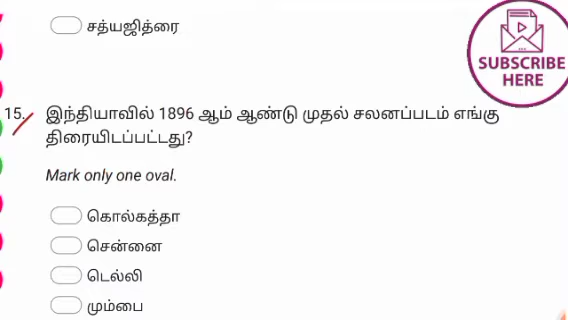 சத்யஜித்ரை
SUBSCRIBE
HERE
15. இந்தியாவில் 1896 ஆம் ஆண்டு முதல் சலனப்படம் எங்கு
திரையிடப்பட்டது?
Mark only one oval.
கொல்கத்தா
சென்னை
டெல்லி
மும்பை